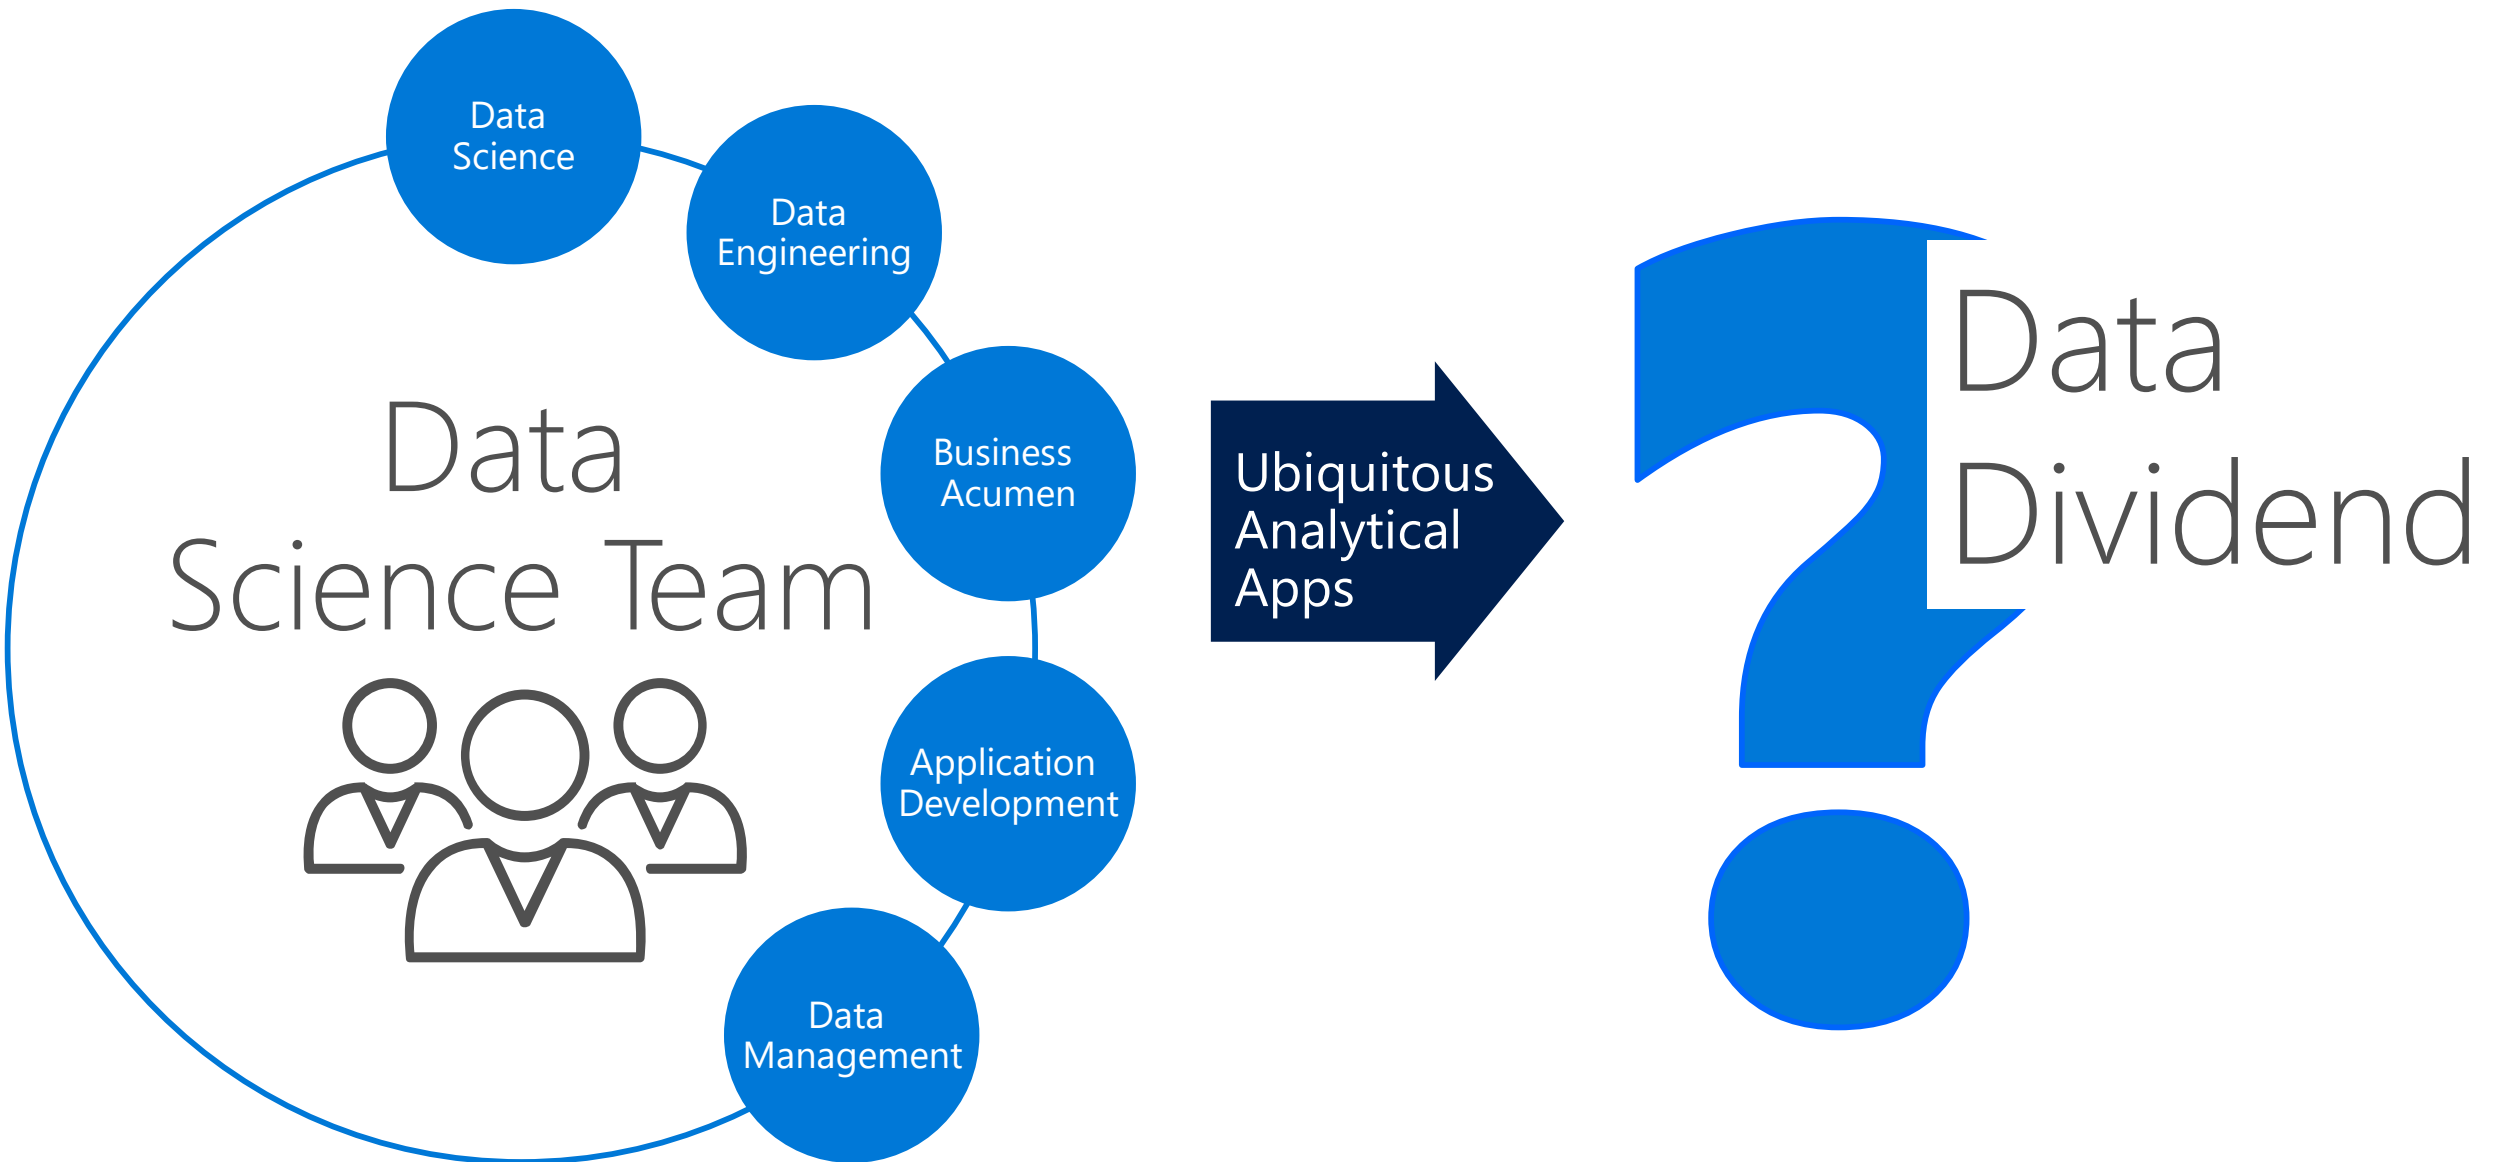 Data
Science
Data
Engineering
Business
Acumen
Application
Development
Data
Management
Data
Science Team
Ubiquitous
Analytical
Apps
?
Data
Dividend